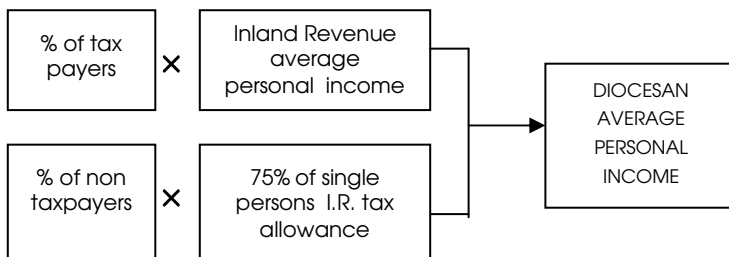 % of tax
payers
×
Inland Revenue
average
personal income
% of non
taxpayers
×
75% of single
persons I.R. tax
allowance
DIOCESAN
AVERAGE
PERSONAL
INCOME